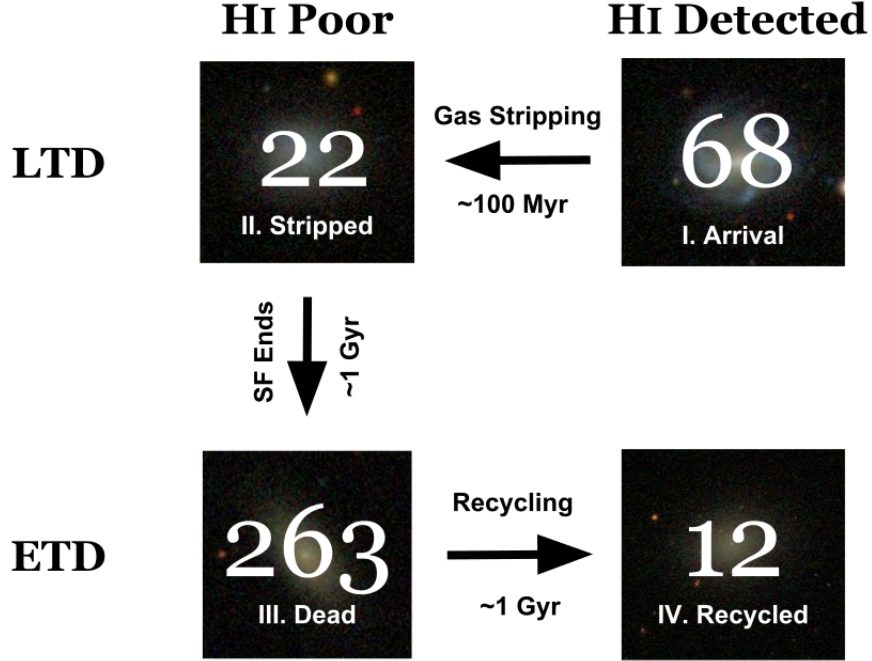 HI Poor
HI Detected
LTD
22
II. Stripped
Gas Stripping
~100 Myr
68
I. Arrival
SF Ends
~1 Gyr
ETD
263
III. Dead
Recycling
~1 Gyr
12
IV. Recycled